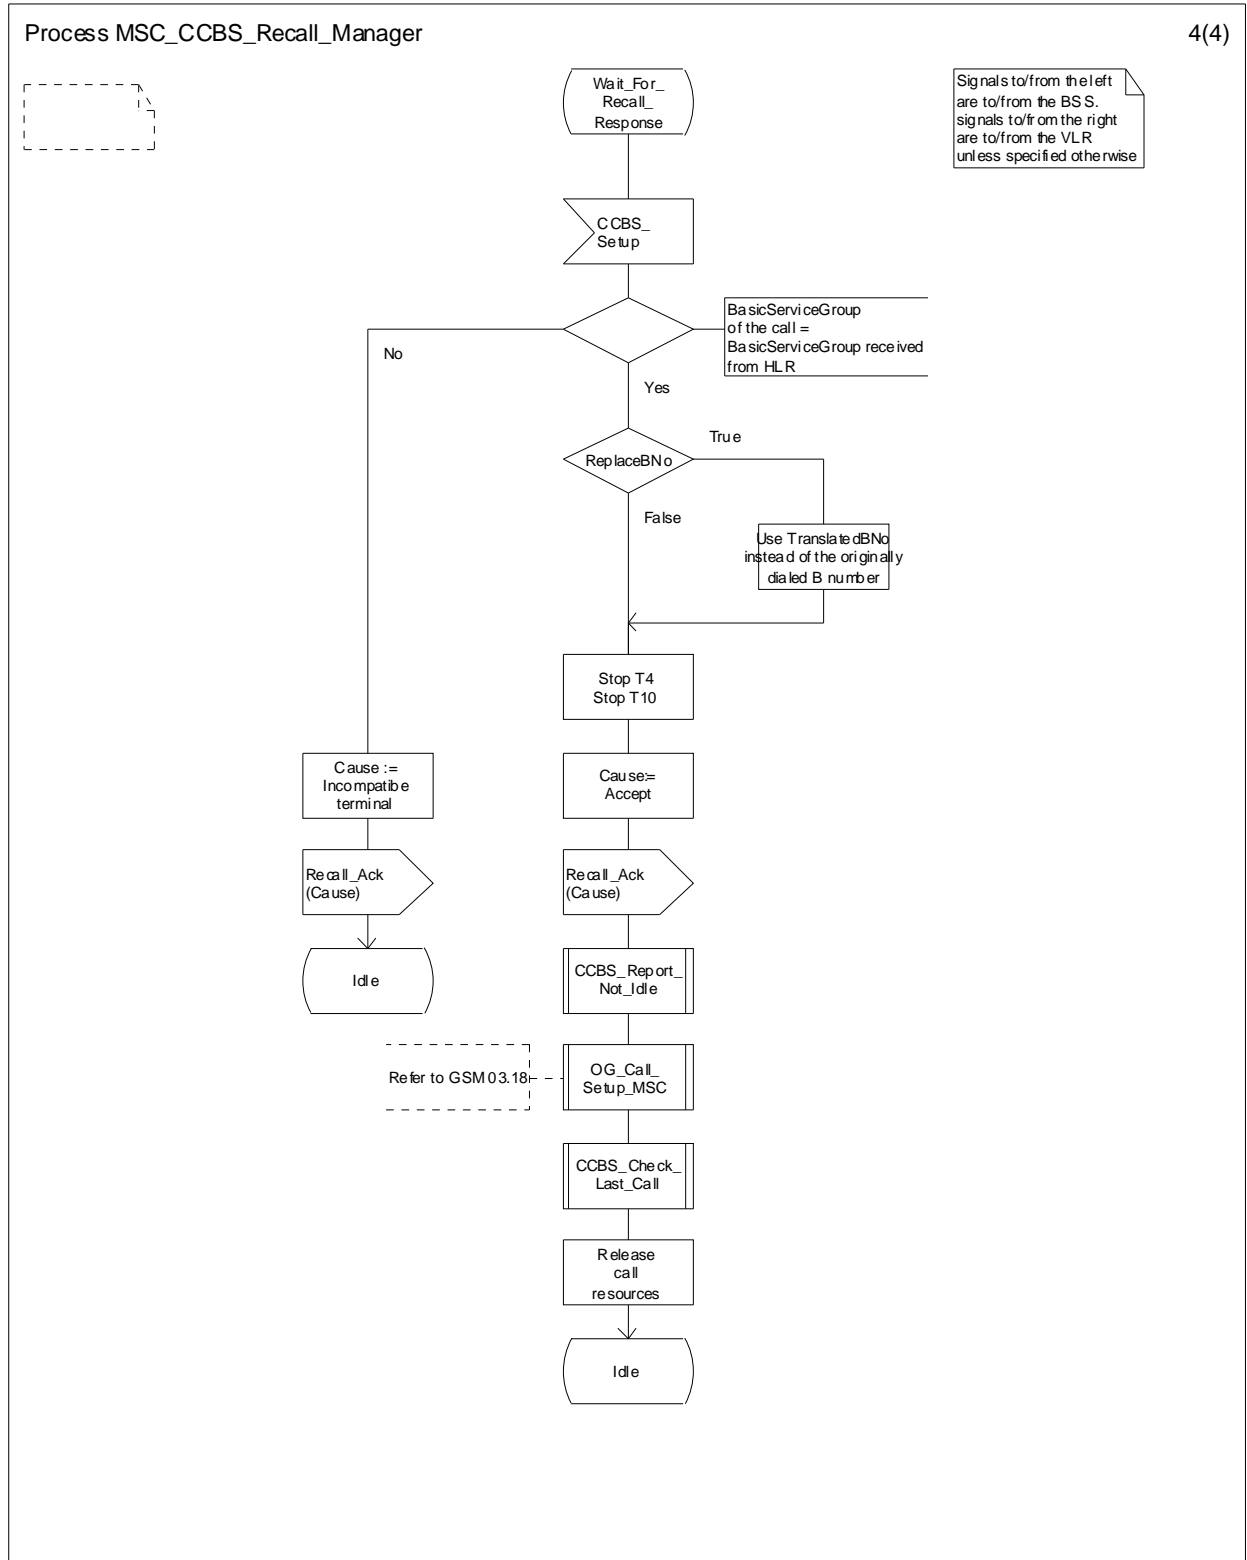 Process MSC_CCBS_Recall_Manager
4(4)
Wait_For_
Recall_
Response
Signals to/from the left
are to/from the BSS.
signals to/from the right
are to/from the VLR
unless specified otherwise
CCBS_
Setup
BasicServiceGroup
of the call =
BasicServiceGroup received
from HLR
No
Yes
True
ReplaceBNo
False
Use TranslatedBNo
instead of the originally
dialed B number
Stop T4
Stop T10
Cause :=
Incompatibe
terminal
Cause:=
Accept
Recall_Ack
(Cause)
Recall_Ack
(Cause)
Idle
CCBS_Report_
Not_Idle
Refer to GSM 03.18
OG_Call_
Setup_MSC
CCBS_Check_
Last_Call
Release
call
resources
Idle